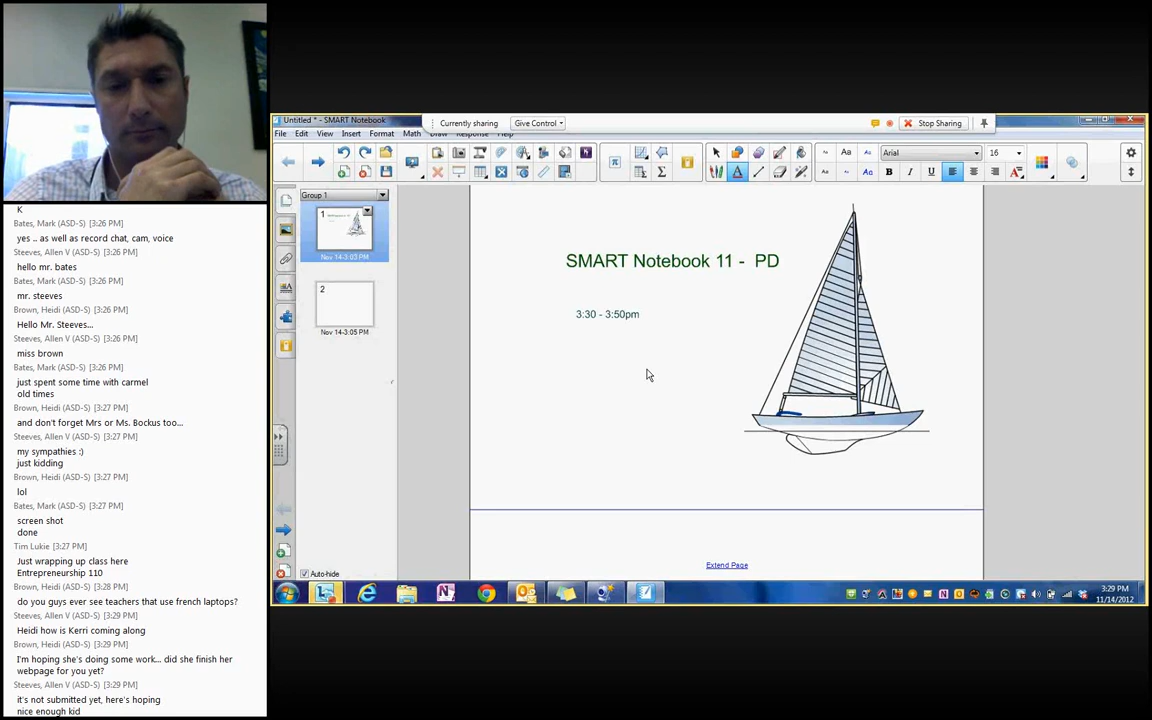 K
Bates, Mark (ASD-S) [3:26 PM]
yes .. as well as record chat, cam, voice
Steeves, Allen V (ASD-S) [3:26 PM]
hello mr. bates
Bates, Mark (ASD-S) [3:26 PM]
mr. steeves
Brown, Heidi (ASD-S) [3:26 PM]
Hello Mr. Steeves...
Steeves, Allen V (ASD-S) [3:26 PM]
miss brown
Bates, Mark (ASD-S) [3:26 PM]
just spent some time with carmel
old times
Brown, Heidi (ASD-S) [3:27 PM]
and don't forget Mrs or Ms. Bockus too...
Steeves, Allen V (ASD-S) [3:27 PM]
my sympathies :)
just kidding
Brown, Heidi (ASD-S) [3:27 PM]
lol
Bates, Mark (ASD-S) [3:27 PM]
screen shot
done
Tim Lukie [3:27 PM]
Just wrapping up class here
Entrepreneurship 110
Brown, Heidi (ASD-S) [3:28 PM]
do you guys ever see teachers that use french laptops?
Steeves, Allen V (ASD-S) [3:29 PM]
Heidi how is Kerri coming along
Brown, Heidi (ASD-S) [3:29 PM]
I'm hoping she's doing some work... did she finish her
webpage for you yet?
Steeves, Allen V (ASD-S) [3:29 PM]
it's not submitted yet, here's hoping
nice enough kid
Untitled * - SMART Notebook
Currently sharing
Give Control
Stop Sharing
File Edit View Insert Format Math Draw Response Help
Arial
16
Group 1
1
Nov 14-3:03 PM
2
Nov 14-3:05 PM
SMART Notebook 11 - PD
3:30 - 3:50pm
Extend Page
Auto-hide
3:29 PM
11/14/2012